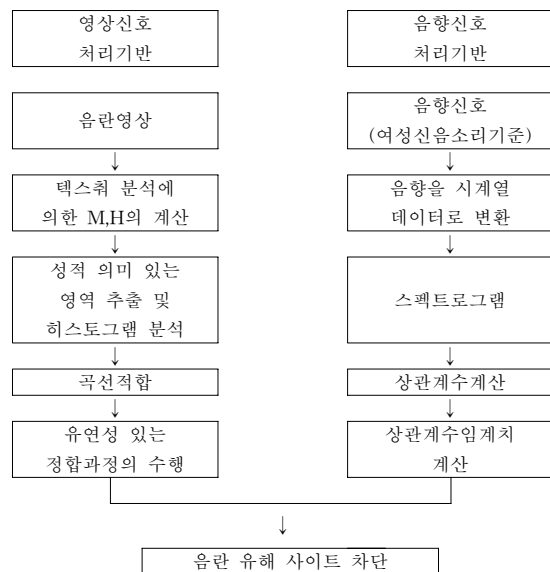 영상신호
처리기반
음란영상
텍스춰 분석에
의한 M,H의 계산
성적 의미 있는
영역 추출 및
히스토그램 분석
곡선적합
유연성 있는
정합과정의 수행
음향신호
처리기반
음향신호
(여성신음소리기준)
음향을 시계열
데이터로 변환
스펙트로그램
상관계수계산
상관계수임계치
계산
음란 유해 사이트 차단